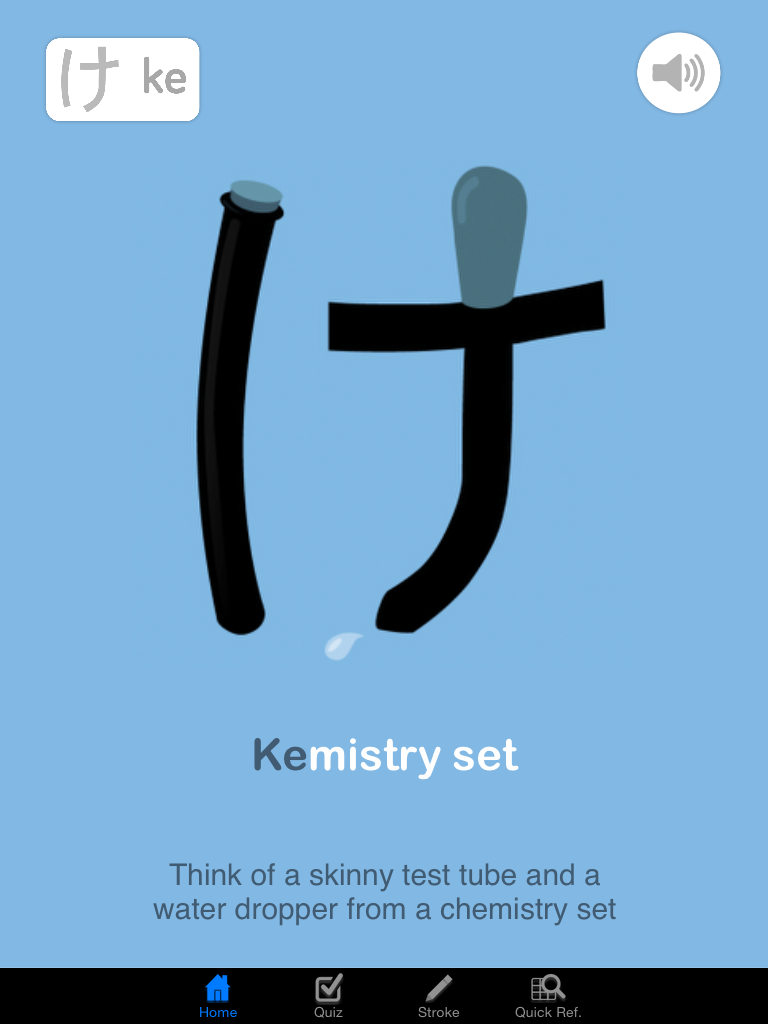 け ke
け
Kemistry set
Think of a skinny test tube and a
water dropper from a chemistry set
Home Quiz Stroke Quick Ref.